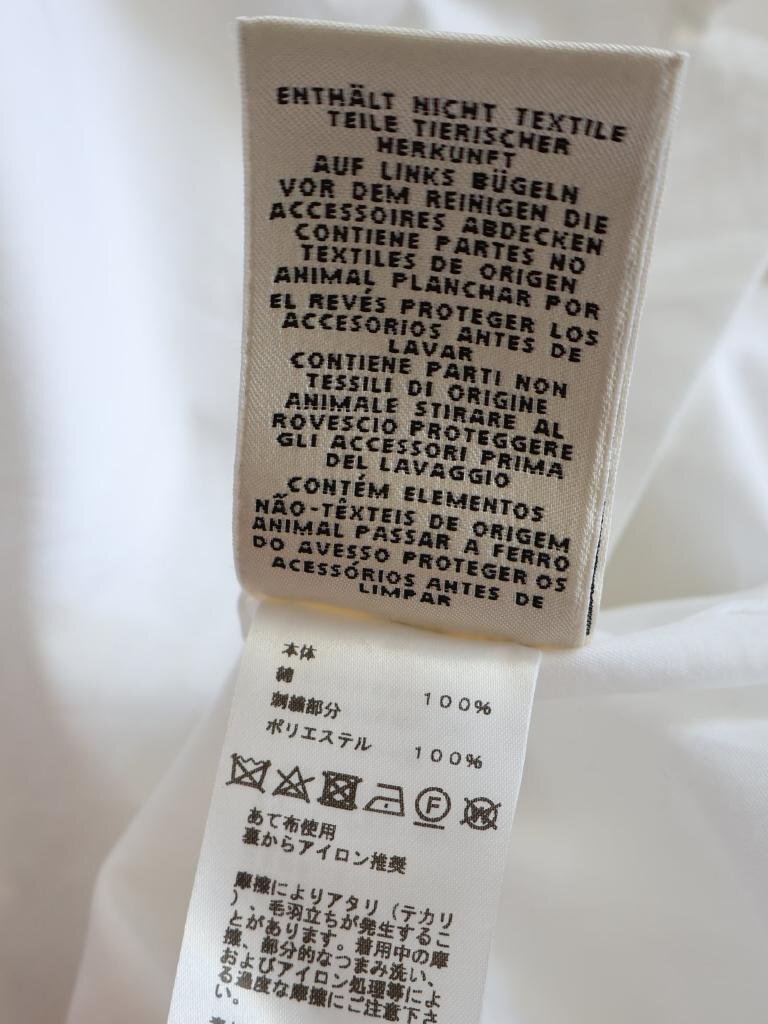 ENTHÄLT NICHT TEXTILE
TEILE TIERISCHER
HERKUNFT
AUF LINKS BÜGELN
VOR DEM REINIGEN DIE
ACCESSOIRES ABDECKEN
CONTIENE PARTES NO
TEXTILES DE ORIGEN
ANIMAL PLANCHAR POR
EL REVÉS PROTEGER LOS
ACCESORIOS ANTES DE
LAVAR
CONTIENE PARTI NON
TESSILI DI ORIGINE
ANIMALE STIRARE AL
ROVESCIO PROTEGGERE
GLI ACCESSORI PRIMA
DEL LAVAGGIO
CONTÉM ELEMENTOS
NÃO-TÊXTEIS DE ORIGEM
ANIMAL PASSAR A FERRO
DO AVESSO PROTEGER OS
ACESSÓRIOS ANTES DE
LIMPAR
本体
綿 100%
刺繍部分
ポリエステル 100%
F W
あて布使用
裏からアイロン推奨
摩擦によりアタリ(テカリ
)、毛羽立ちが発生するこ
とがあります。着用中の摩
擦、部分的なつまみ洗い、
およびアイロン処理等によ
る過度な摩擦にご注意下さ
い。